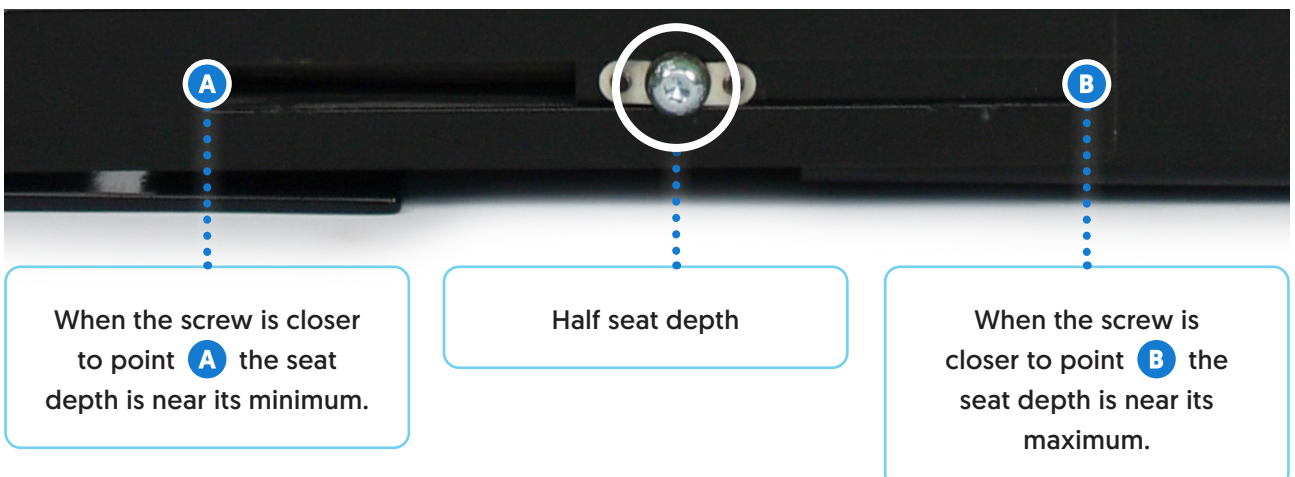 A
B
When the screw is closer
to point A the seat
depth is near its minimum.
Half seat depth
When the screw is
closer to point B the
seat depth is near its
maximum.